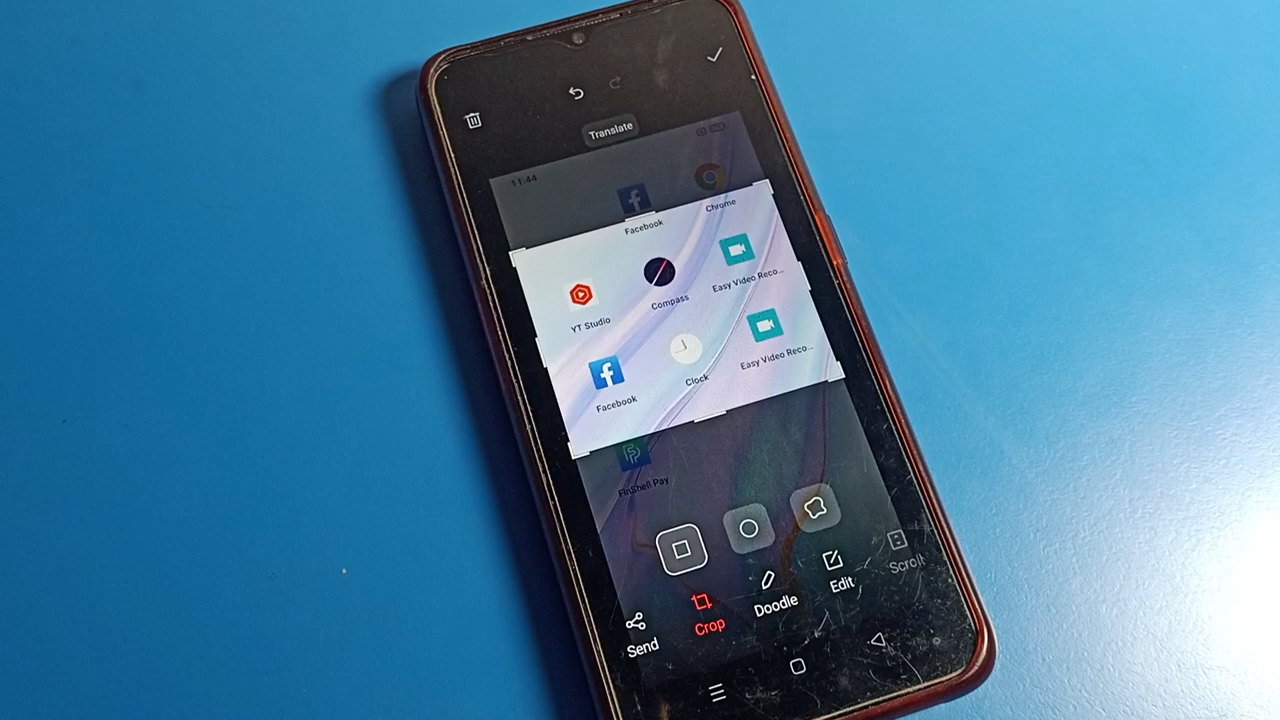 Translate
11:44
Facebook
Chrome
YT Studio
Compass
Easy Video Reco...
Facebook
Clock
Easy Video Reco...
FinShell Pay
Send
Crop
Doodle
Edit
Scroll